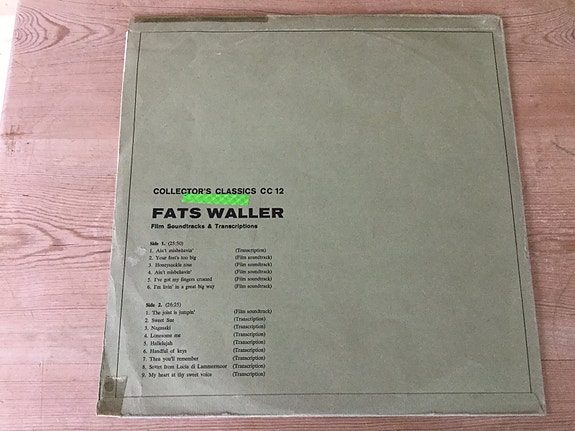 COLLECTOR'S CLASSICS CC 12
FATS WALLER
Film Soundtracks & Transcriptions
Side 1. (25:50)
1. Ain't misbehavin' (Transcription)
2. Your feet's too big (Film soundtrack)
3. Honeysuckle rose (Film soundtrack)
4. Ain't misbehavin' (Film soundtrack)
5. I've got my fingers crossed (Film soundtrack)
6. I'm livin' in a great big way (Film soundtrack)
Side 2. (26:25)
1. The joint is jumpin' (Film soundtrack)
2. Sweet Sue (Transcription)
3. Nagasaki (Transcription)
4. Lonesome me (Transcription)
5. Hallelujah (Transcription)
6. Handful of keys (Transcription)
7. Then you'll remember (Transcription)
8. Sextet from Lucia di Lammermoor (Transcription)
9. My heart at thy sweet voice (Transcription)